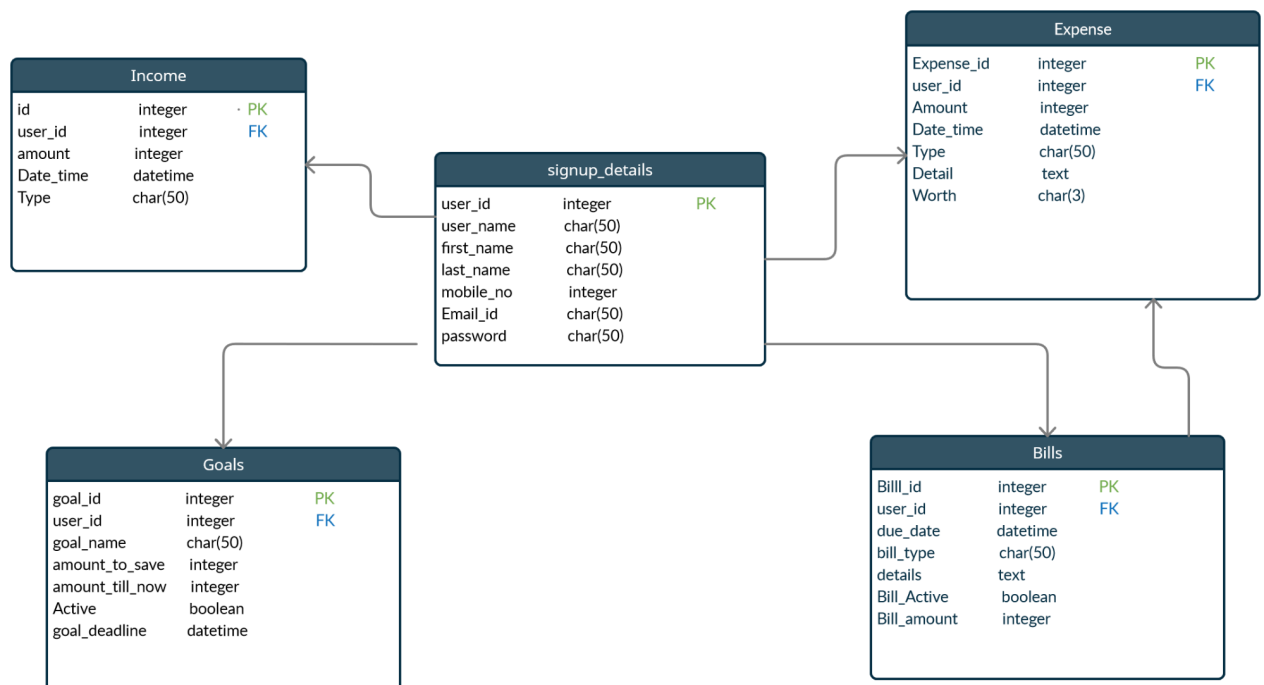 Income
id integer PK
user_id integer FK
amount integer
Date_time datetime
Type char(50)
signup_details
user_id integer PK
user_name char(50)
first_name char(50)
last_name char(50)
mobile_no integer
Email_id char(50)
password char(50)
Expense
Expense_id integer PK
user_id integer FK
Amount integer
Date_time datetime
Type char(50)
Detail text
Worth char(3)
Goals
goal_id integer PK
user_id integer FK
goal_name char(50)
amount_to_save integer
amount_till_now integer
Active boolean
goal_deadline datetime
Bills
Billl_id integer PK
user_id integer FK
due_date datetime
bill_type char(50)
details text
Bill_Active boolean
Bill_amount integer